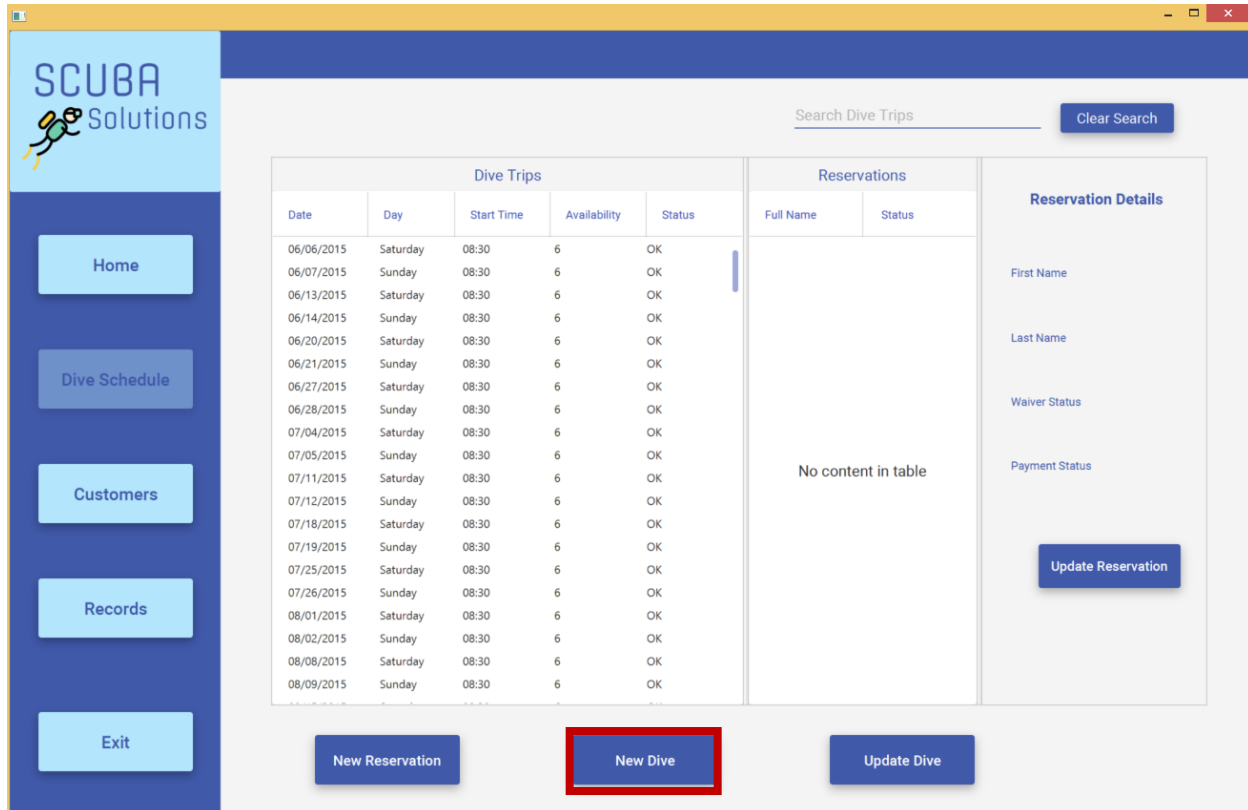 SCUBA
Solutions
Home
Dive Schedule
Customers
Records
Exit
Search Dive Trips
Clear Search
Dive Trips
Date Day Start Time Availability Status
06/06/2015 Saturday 08:30 6 OK
06/07/2015 Sunday 08:30 6 OK
06/13/2015 Saturday 08:30 6 OK
06/14/2015 Sunday 08:30 6 OK
06/20/2015 Saturday 08:30 6 OK
06/21/2015 Sunday 08:30 6 OK
06/27/2015 Saturday 08:30 6 OK
06/28/2015 Sunday 08:30 6 OK
07/04/2015 Saturday 08:30 6 OK
07/05/2015 Sunday 08:30 6 OK
07/11/2015 Saturday 08:30 6 OK
07/12/2015 Sunday 08:30 6 OK
07/18/2015 Saturday 08:30 6 OK
07/19/2015 Sunday 08:30 6 OK
07/25/2015 Saturday 08:30 6 OK
07/26/2015 Sunday 08:30 6 OK
08/01/2015 Saturday 08:30 6 OK
08/02/2015 Sunday 08:30 6 OK
08/08/2015 Saturday 08:30 6 OK
08/09/2015 Sunday 08:30 6 OK
Reservations
Full Name Status
No content in table
Reservation Details
First Name
Last Name
Waiver Status
Payment Status
Update Reservation
New Reservation
New Dive
Update Dive